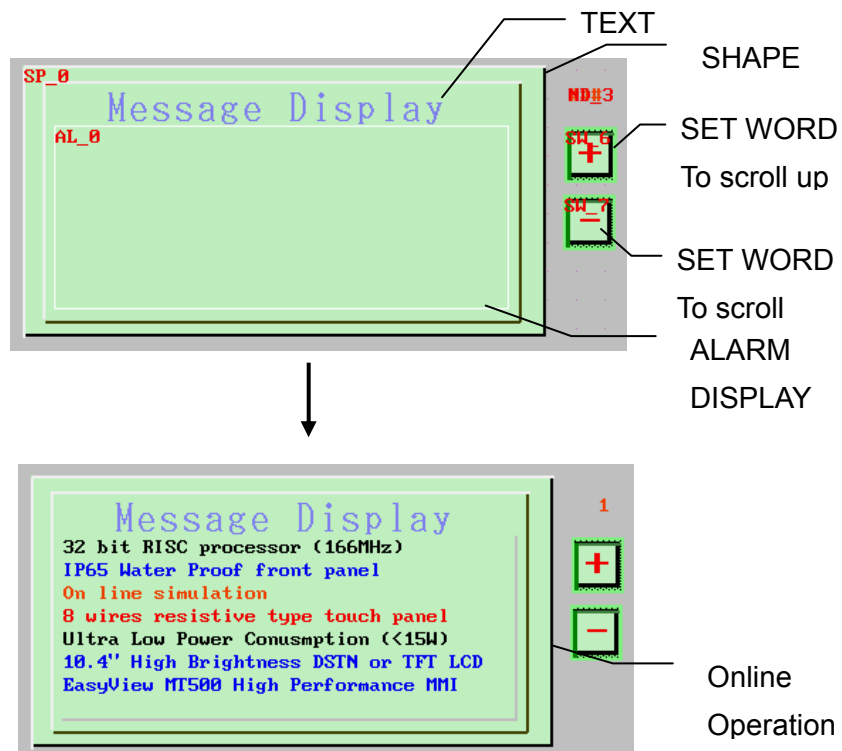 TEXT
SHAPE
SP_0
Message Display
ND#3
AL_0
SET WORD
To scroll up
SW_6
+
SW_7
−
SET WORD
To scroll
ALARM
DISPLAY
Message Display
1
32 bit RISC processor (166MHz)
IP65 Water Proof front panel
+
On line simulation
8 wires resistive type touch panel
−
Ultra Low Power Conusmption (<15W)
10.4'' High Brightness DSTN or TFT LCD
EasyView MT500 High Performance MMI
Online
Operation